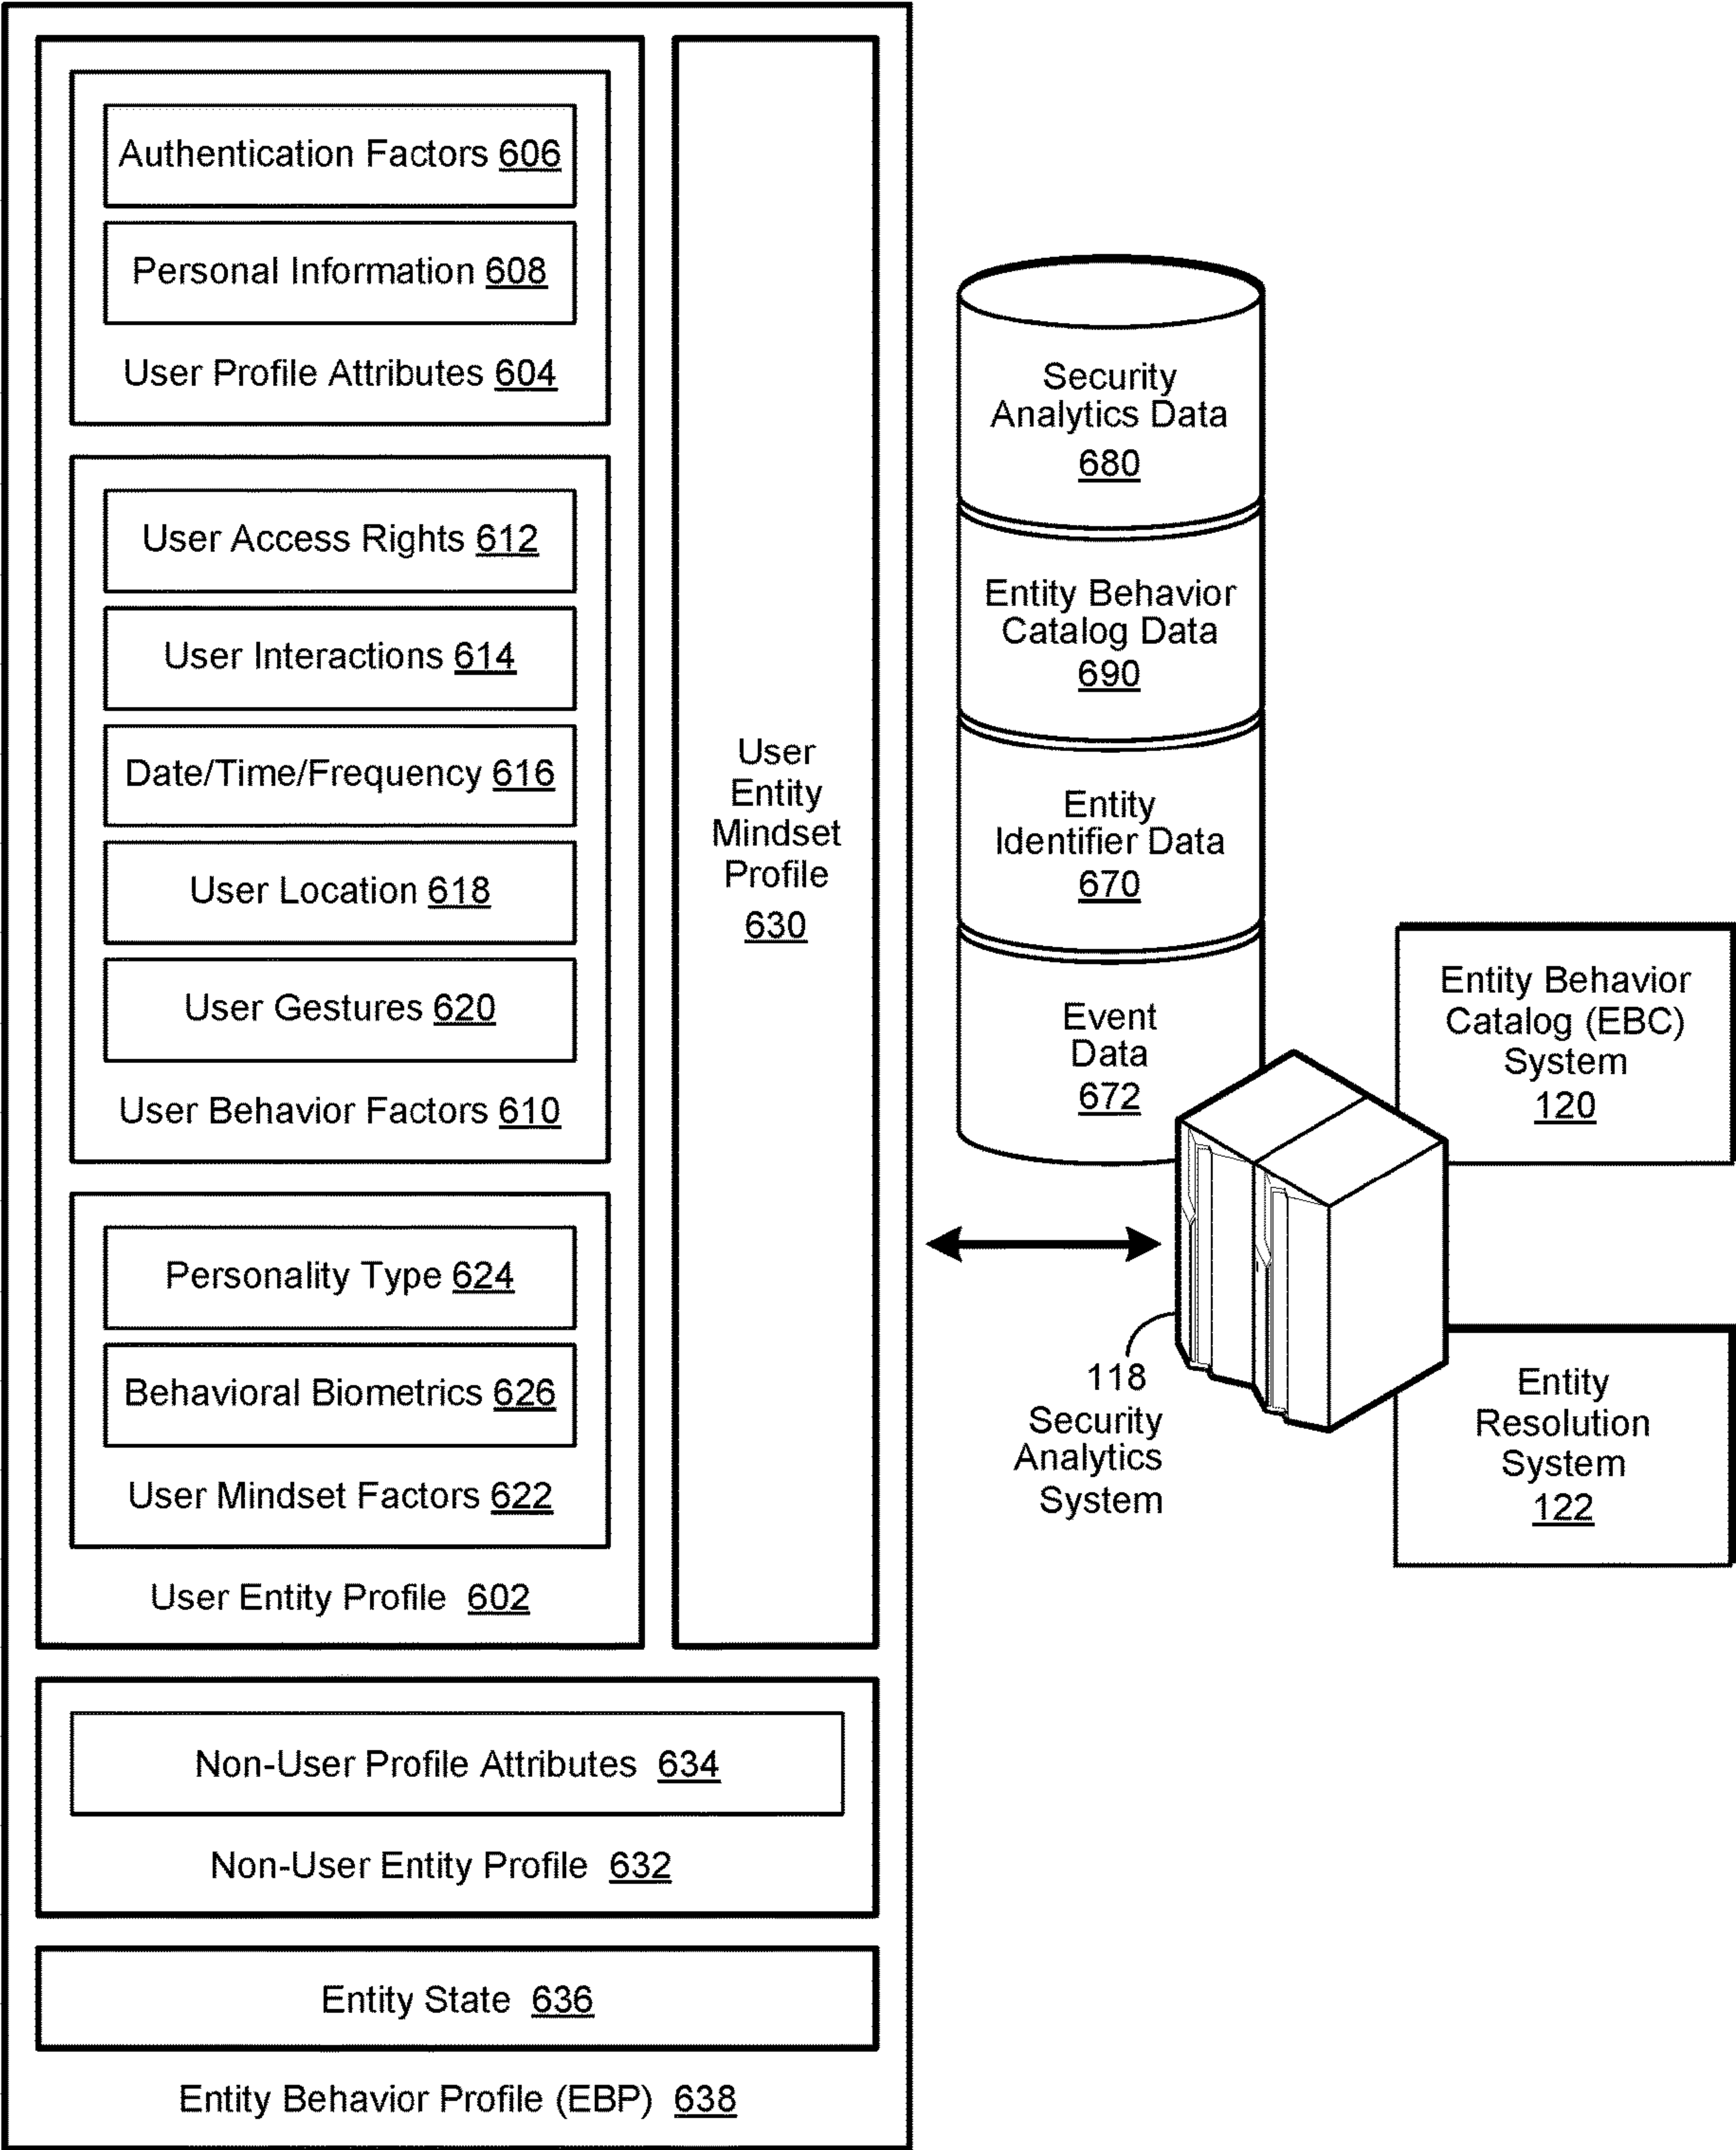 Authentication Factors 606
Personal Information 608
User Profile Attributes 604
User Access Rights 612
User Interactions 614
Date/Time/Frequency 616
User Location 618
User Gestures 620
User Behavior Factors 610
Personality Type 624
Behavioral Biometrics 626
User Mindset Factors 622
User Entity Profile 602
User
Entity
Mindset
Profile
630
Non-User Profile Attributes 634
Non-User Entity Profile 632
Entity State 636
Entity Behavior Profile (EBP) 638
Security
Analytics Data
680
Entity Behavior
Catalog Data
690
Entity
Identifier Data
670
Event
Data
672
Entity Behavior
Catalog (EBC)
System
120
118
Security
Analytics
System
Entity
Resolution
System
122